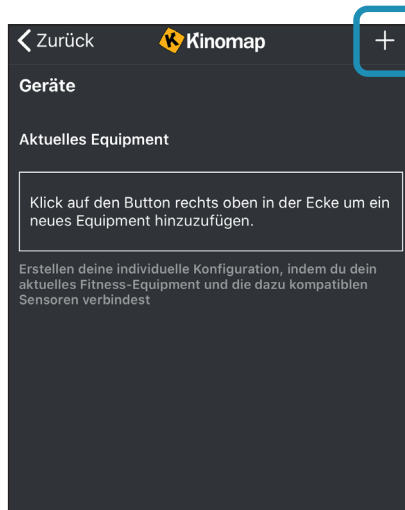 Zurück
Kinomap
+
Geräte
Aktuelles Equipment
Klick auf den Button rechts oben in der Ecke um ein
neues Equipment hinzuzufügen.
Erstellen deine individuelle Konfiguration, indem du dein
aktuelles Fitness-Equipment und die dazu kompatiblen
Sensoren verbindest